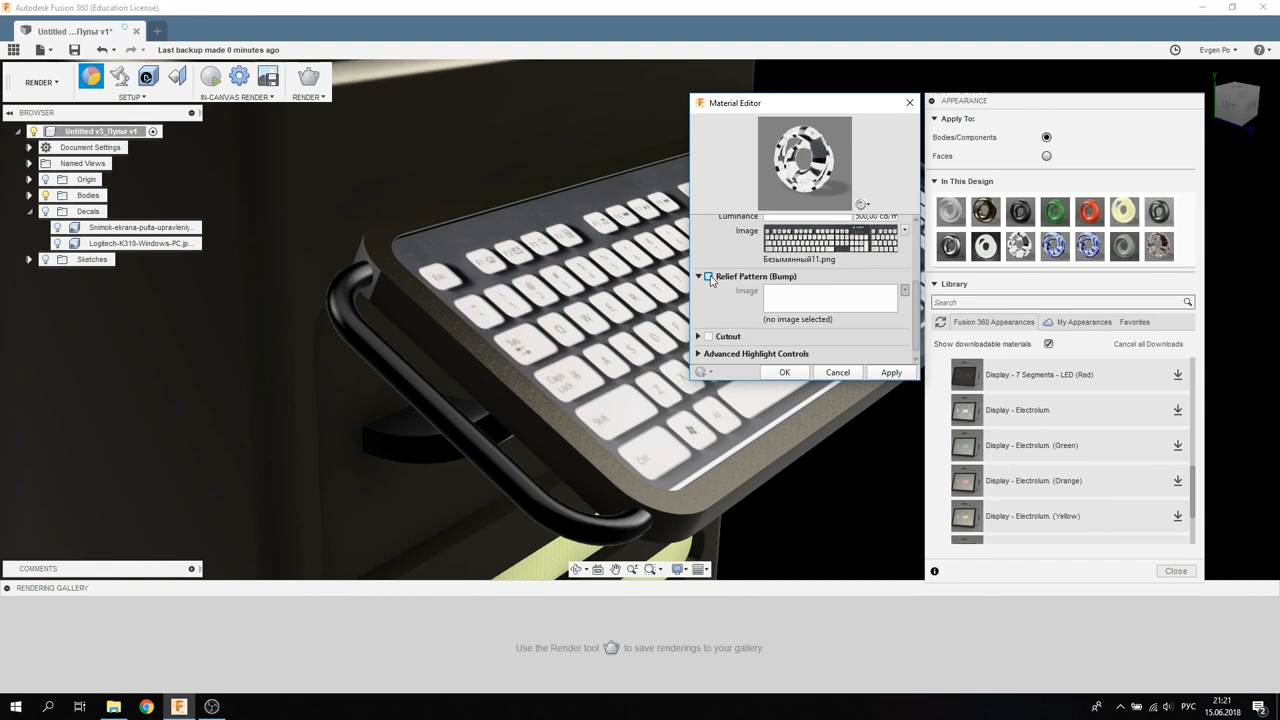 Autodesk Fusion 360 (Education License)
Untitled ...Пульт v1*
Last backup made 0 minutes ago
Evgen Po
RENDER
SETUP
IN-CANVAS RENDER
RENDER
BROWSER
Untitled v3_Пульт v1
Document Settings
Named Views
Origin
Bodies
Decals
Snimok-ekrana-pulta-upravleniy...
Logitech-K310-Windows-PC.jp...
Sketches
Material Editor
Luminance
500,00 cd/m
Image
Безымянный11.png
Relief Pattern (Bump)
Image
(no image selected)
Cutout
Advanced Highlight Controls
OK
Cancel
Apply
APPEARANCE
Apply To:
Bodies/Components
Faces
In This Design
Library
Search
Fusion 360 Appearances
My Appearances
Favorites
Show downloadable materials
Cancel all Downloads
Display - 7 Segments - LED (Red)
Display - Electrolum.
Display - Electrolum. (Green)
Display - Electrolum. (Orange)
Display - Electrolum. (Yellow)
Close
COMMENTS
RENDERING GALLERY
Use the Render tool to save renderings to your gallery.
РУС
21:21
15.06.2018
2